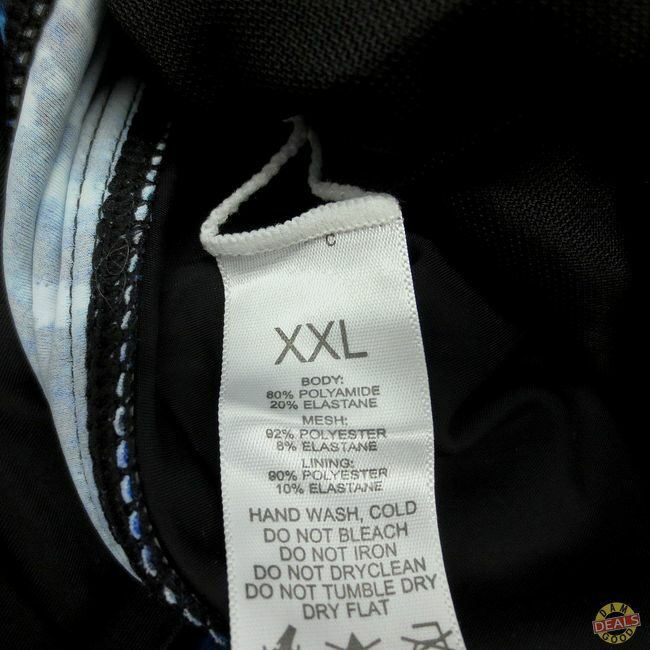 C
XXL
BODY:
80% POLYAMIDE
20% ELASTANE
MESH:
92% POLYESTER
8% ELASTANE
LINING:
90% POLYESTER
10% ELASTANE
HAND WASH, COLD
DO NOT BLEACH
DO NOT IRON
DO NOT DRYCLEAN
DO NOT TUMBLE DRY
DRY FLAT
DAM
DEALS
GOOD